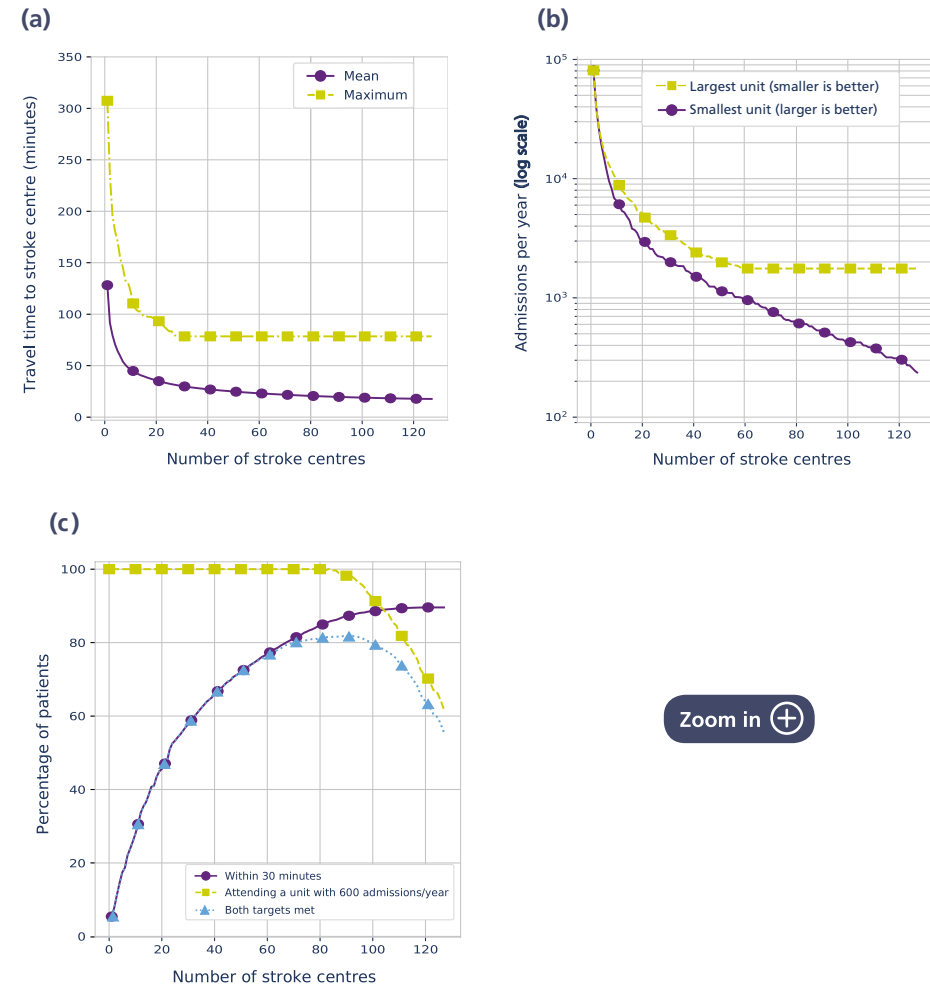 (a)
350
300
250
200
150
100
50
0
0 20 40 60 80 100 120
Travel time to stroke centre (minutes)
Number of stroke centres
Mean
Maximum
(b)
10⁵
10⁴
10³
10²
0 20 40 60 80 100 120
Admissions per year (log scale)
Number of stroke centres
Largest unit (smaller is better)
Smallest unit (larger is better)
(c)
100
80
60
40
20
0
0 20 40 60 80 100 120
Percentage of patients
Number of stroke centres
Within 30 minutes
Attending a unit with 600 admissions/year
Both targets met
Zoom in